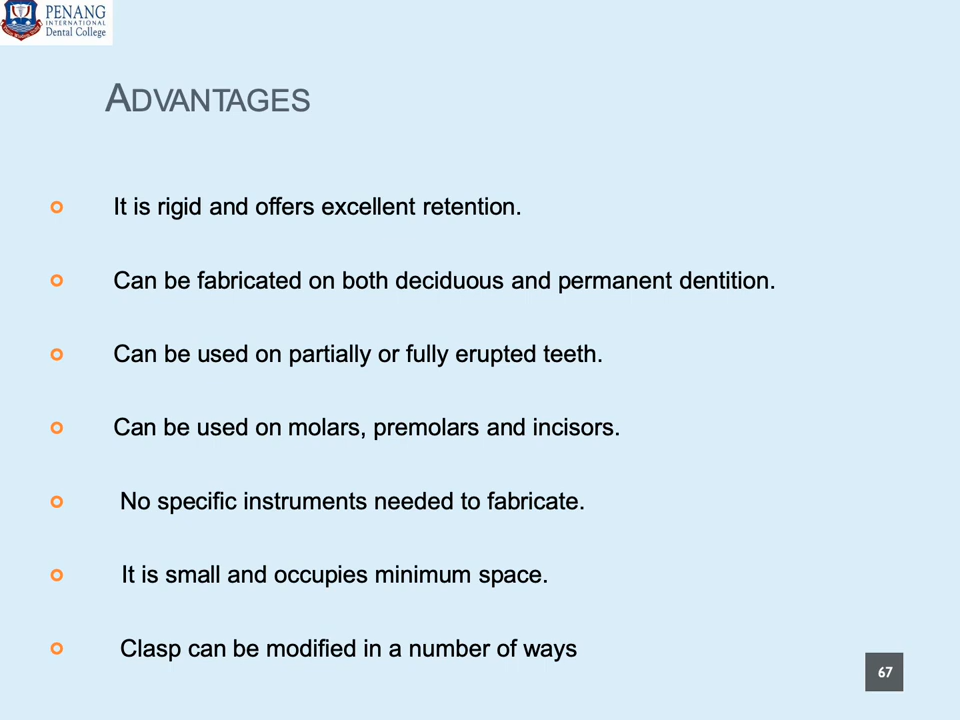 PENANG
INTERNATIONAL
Dental College
ADVANTAGES
It is rigid and offers excellent retention.
Can be fabricated on both deciduous and permanent dentition.
Can be used on partially or fully erupted teeth.
Can be used on molars, premolars and incisors.
No specific instruments needed to fabricate.
It is small and occupies minimum space.
Clasp can be modified in a number of ways
67